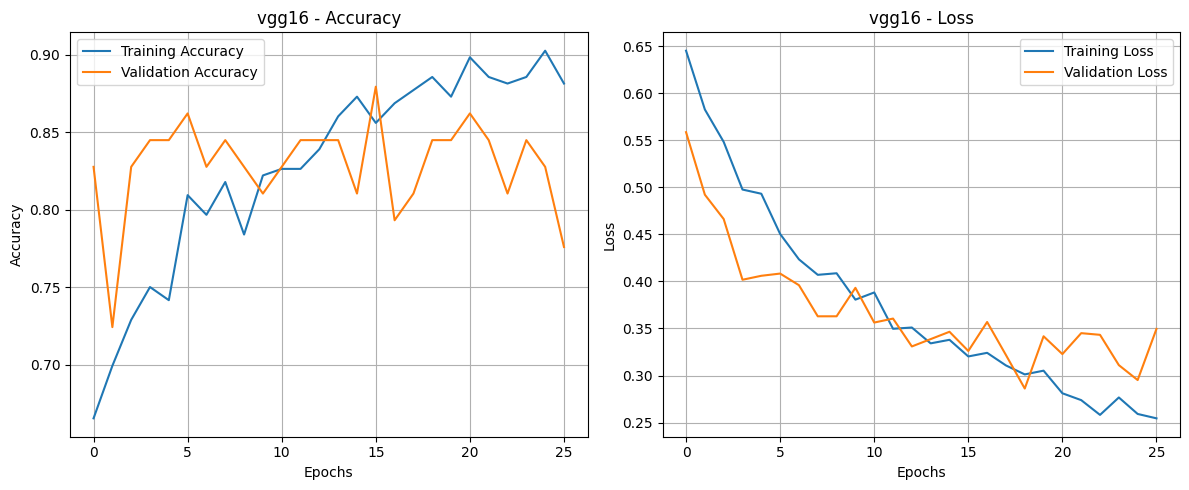 vgg16 - Accuracy
Training Accuracy
Validation Accuracy
0.90
0.85
0.80
0.75
0.70
Accuracy
0
5
10
15
20
25
Epochs
vgg16 - Loss
Training Loss
Validation Loss
0.65
0.60
0.55
0.50
0.45
0.40
0.35
0.30
0.25
Loss
0
5
10
15
20
25
Epochs